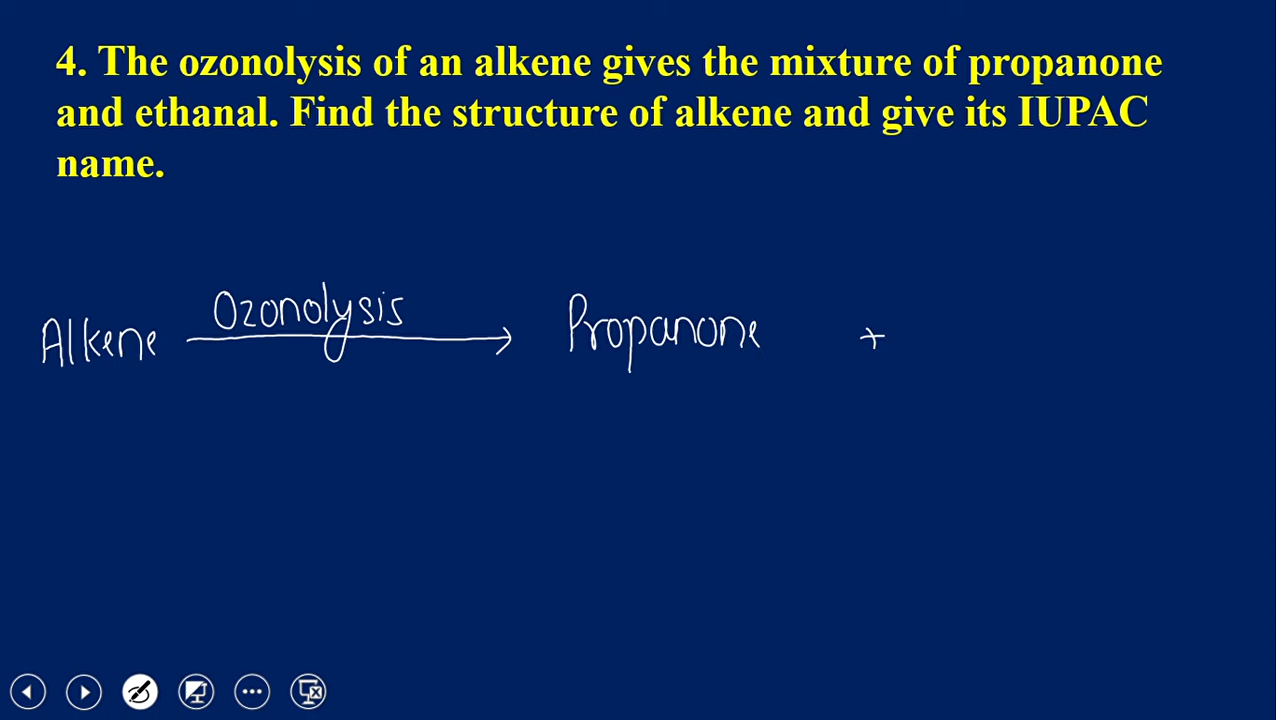 4. The ozonolysis of an alkene gives the mixture of propanone
and ethanal. Find the structure of alkene and give its IUPAC
name.
Ozonolysis
Alkene ⟶ Propanone +